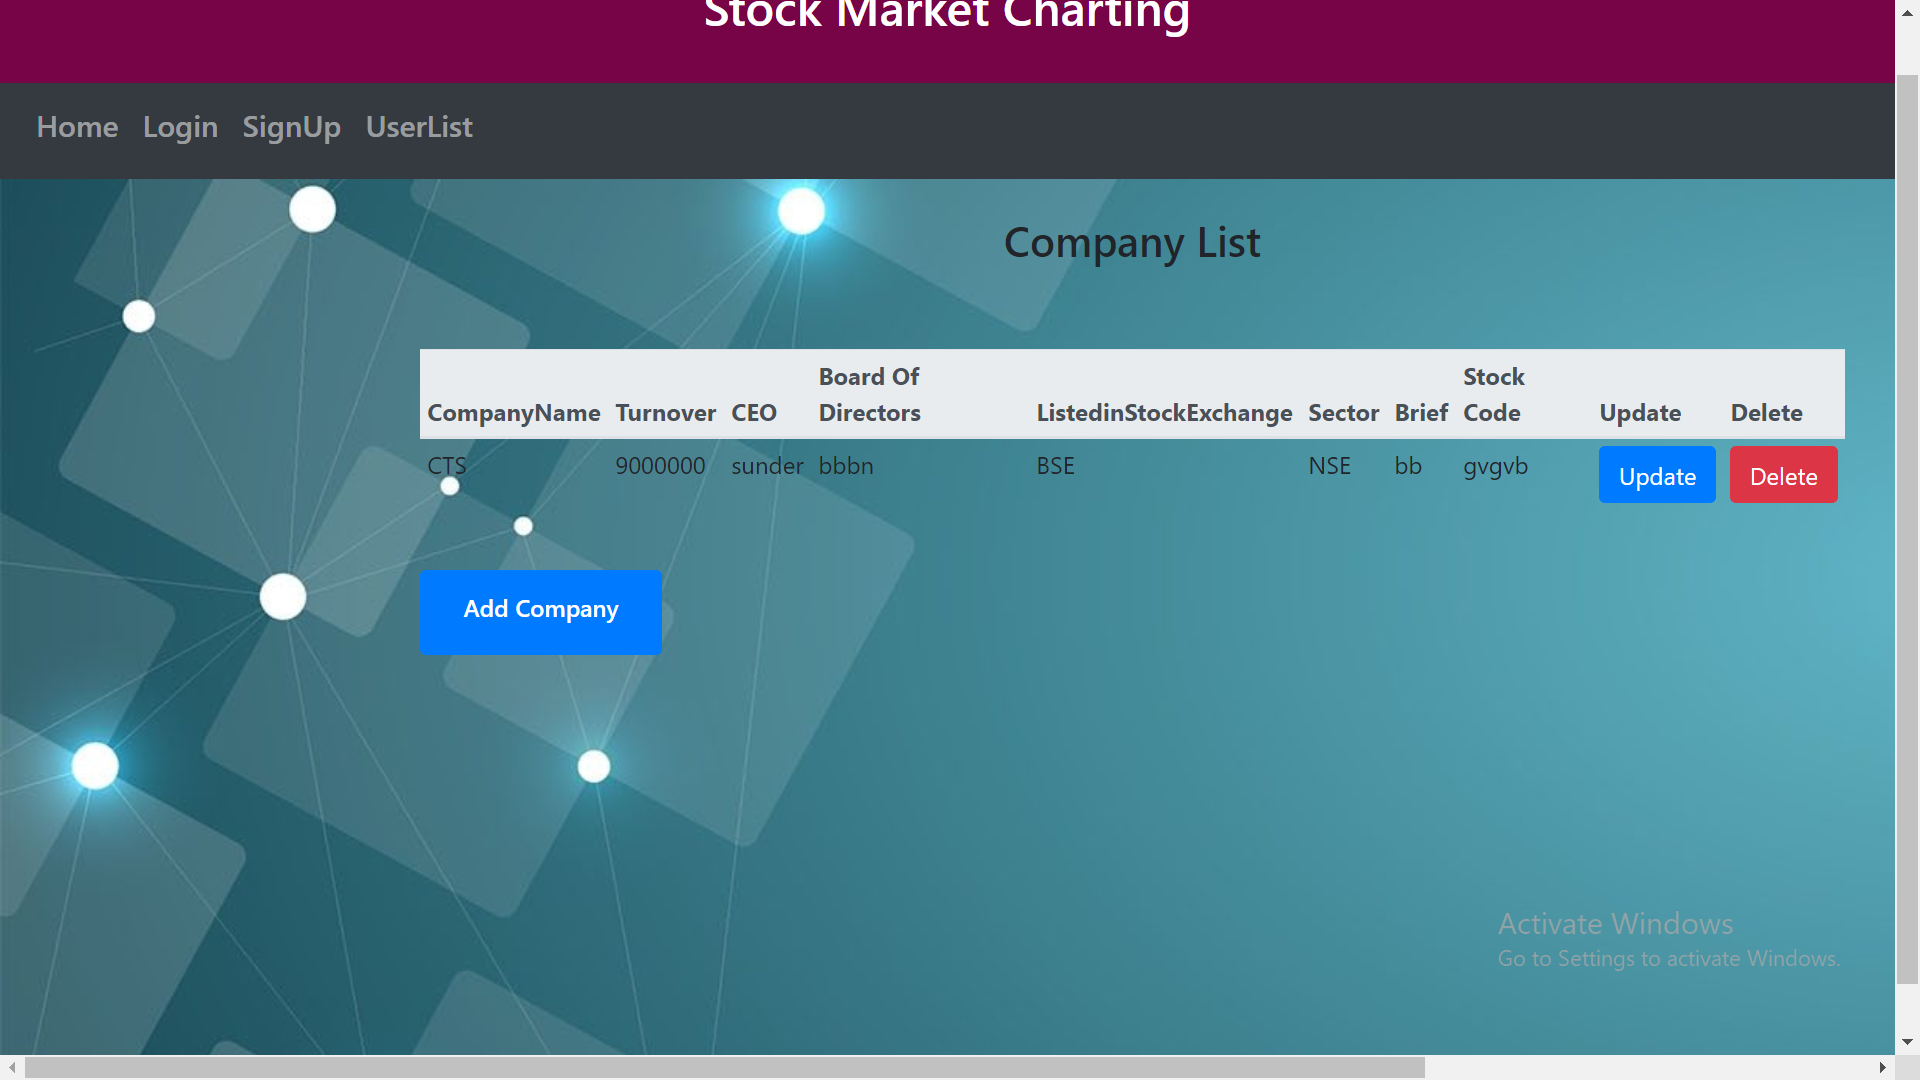 Stock Market Charting
Home Login SignUp UserList
Company List
CompanyName Turnover CEO Board Of Directors ListedinStockExchange Sector Brief Stock Code Update Delete
CTS 9000000 sunder bbbn BSE NSE bb gvgvb Update Delete
Add Company
Activate Windows
Go to Settings to activate Windows.